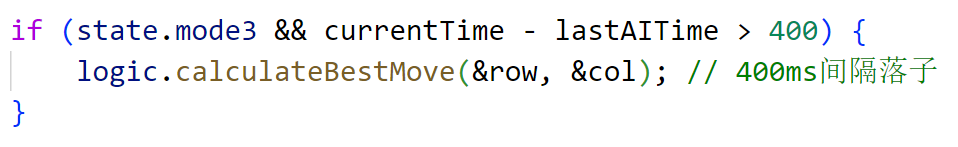 if (state.mode3 && currentTime - lastAITime > 400) {
    logic.calculateBestMove(&row, &col); // 400ms间隔落子
}